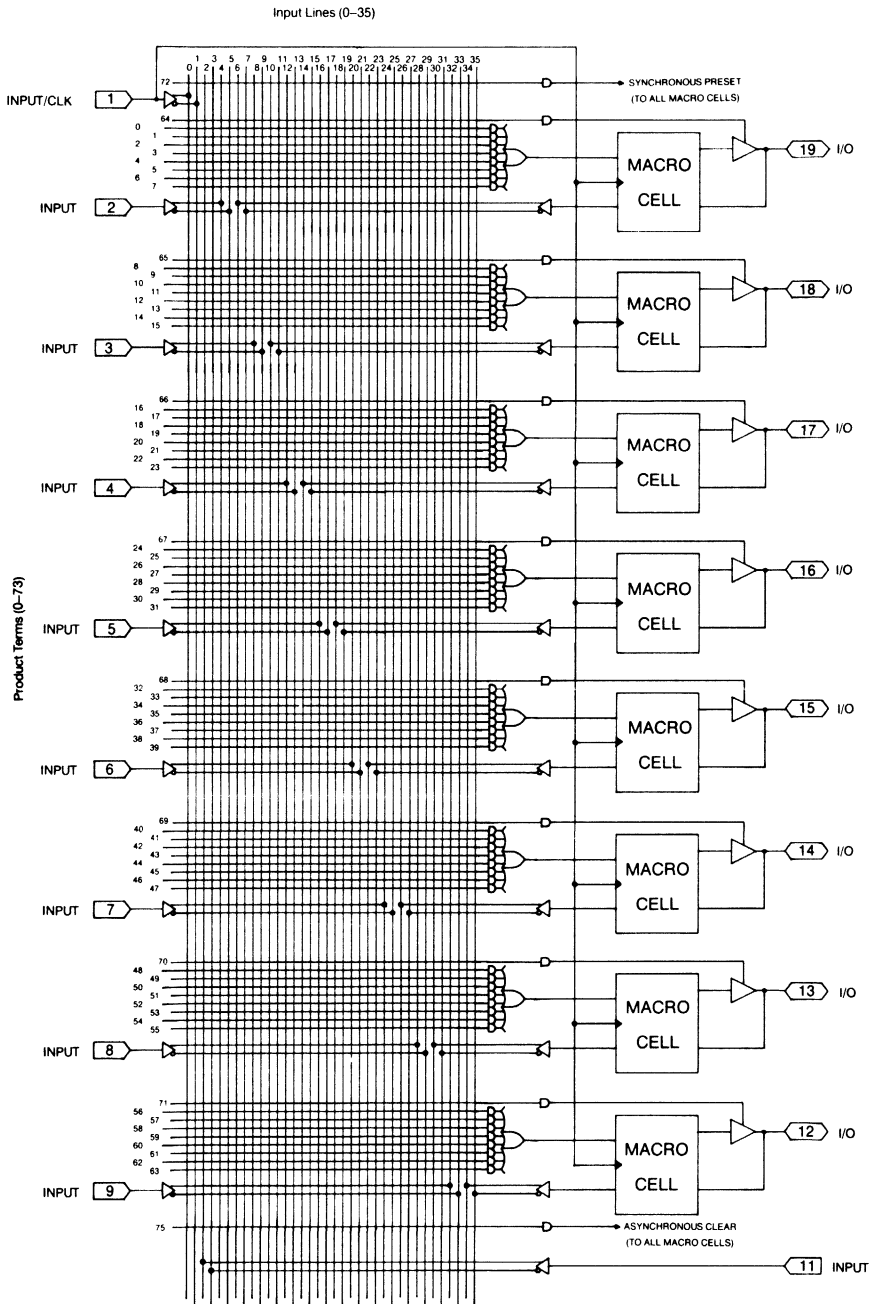 Input Lines (0–35)
1 3 5 7 9 11 13 15 17 19 21 23 25 27 29 31 33 35
0 2 4 6 8 10 12 14 16 18 20 22 24 26 28 30 32 34
72 SYNCHRONOUS PRESET
(TO ALL MACRO CELLS)
INPUT/CLK 1
64
0
1
2
3
4
5
6
7
MACRO
CELL
19 I/O
INPUT 2
65
8
9
10
11
12
13
14
15
MACRO
CELL
18 I/O
INPUT 3
66
16
17
18
19
20
21
22
23
MACRO
CELL
17 I/O
INPUT 4
67
24
25
26
27
28
29
30
31
MACRO
CELL
16 I/O
INPUT 5
Product Terms (0–73)
68
32
33
34
35
36
37
38
39
MACRO
CELL
15 I/O
INPUT 6
69
40
41
42
43
44
45
46
47
MACRO
CELL
14 I/O
INPUT 7
70
48
49
50
51
52
53
54
55
MACRO
CELL
13 I/O
INPUT 8
71
56
57
58
59
60
61
62
63
MACRO
CELL
12 I/O
INPUT 9
75 ASYNCHRONOUS CLEAR
(TO ALL MACRO CELLS)
11 INPUT